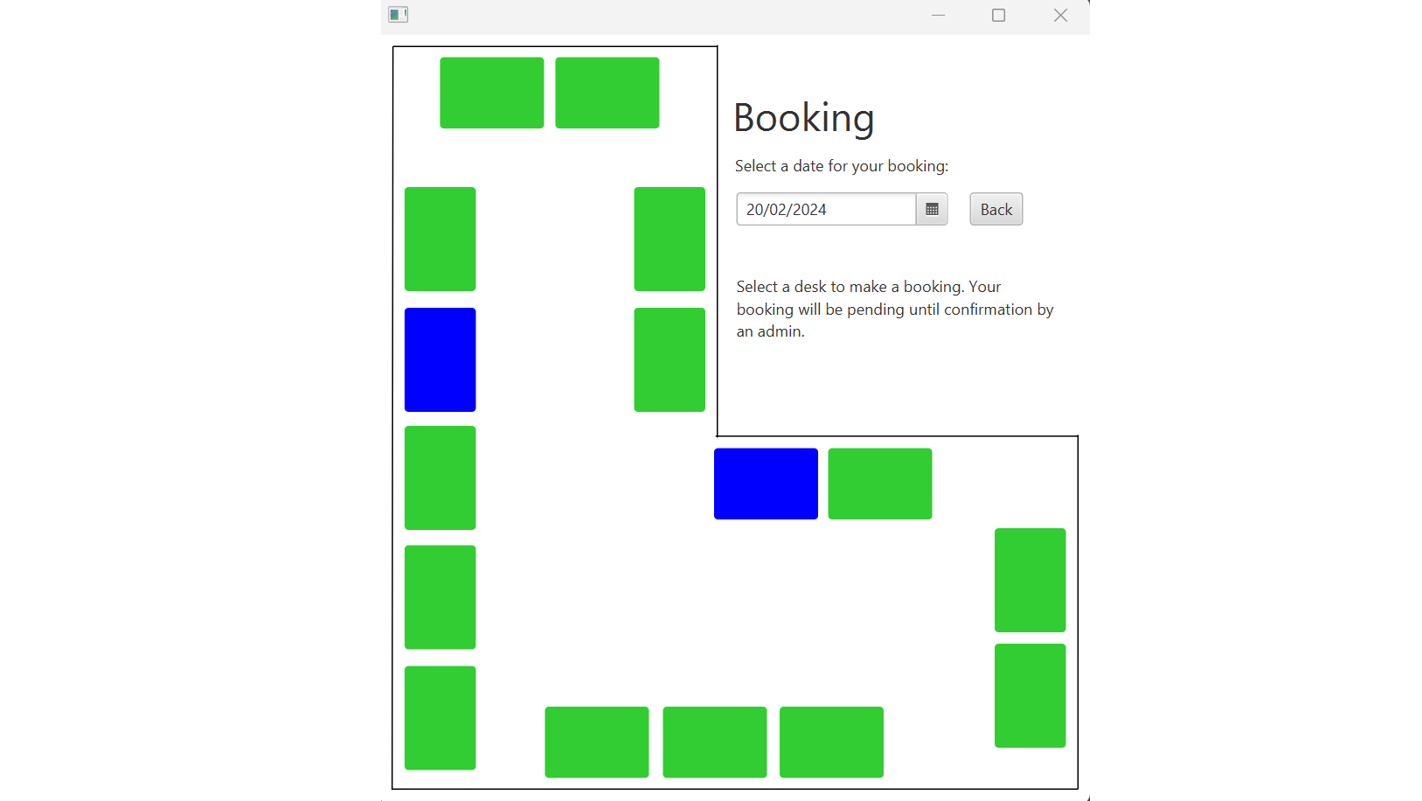 Booking
Select a date for your booking:
20/02/2024
Back
Select a desk to make a booking. Your
booking will be pending until confirmation by
an admin.